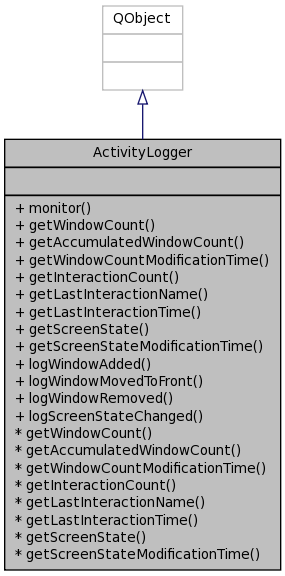 QObject
ActivityLogger
+ monitor()
+ getWindowCount()
+ getAccumulatedWindowCount()
+ getWindowCountModificationTime()
+ getInteractionCount()
+ getLastInteractionName()
+ getLastInteractionTime()
+ getScreenState()
+ getScreenStateModificationTime()
+ logWindowAdded()
+ logWindowMovedToFront()
+ logWindowRemoved()
+ logScreenStateChanged()
* getWindowCount()
* getAccumulatedWindowCount()
* getWindowCountModificationTime()
* getInteractionCount()
* getLastInteractionName()
* getLastInteractionTime()
* getScreenState()
* getScreenStateModificationTime()